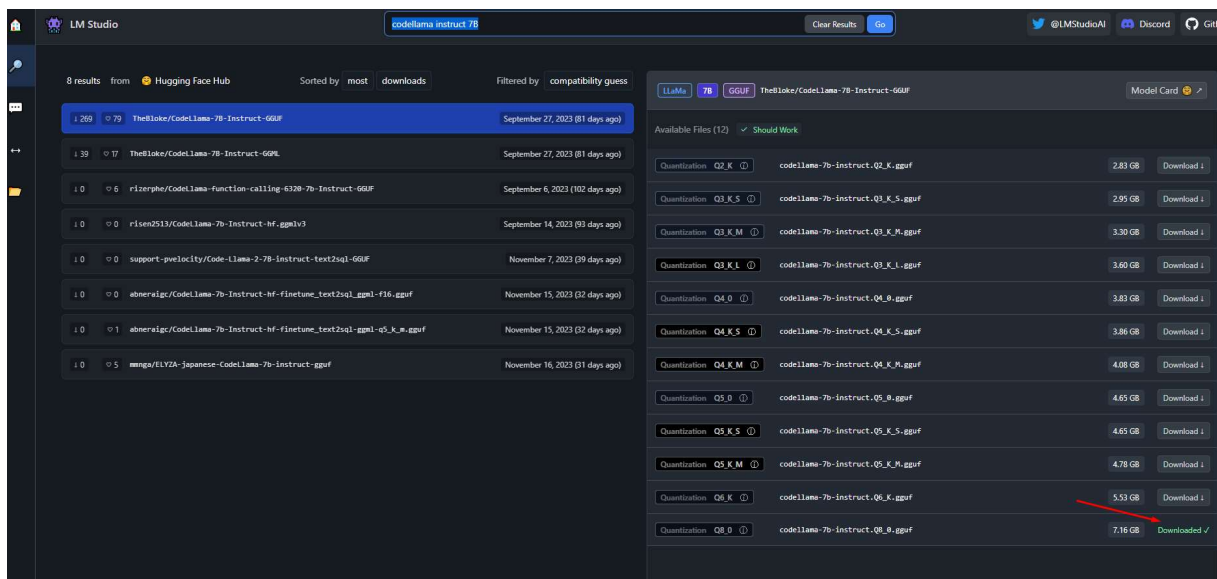 LM Studio
codellama instruct 7B
Clear Results
Go
@LMStudioAI
Discord
Git
8 results from Hugging Face Hub
Sorted by most downloads
Filtered by compatibility guess
↓ 269 ♡ 79 TheBloke/CodeLlama-7B-Instruct-GGUF September 27, 2023 (81 days ago)
↓ 39 ♡ 17 TheBloke/CodeLlama-7B-Instruct-GGML September 27, 2023 (81 days ago)
↓ 0 ♡ 6 rizerphe/CodeLlama-function-calling-6320-7b-Instruct-GGUF September 6, 2023 (102 days ago)
↓ 0 ♡ 0 risen2513/CodeLlama-7b-Instruct-hf.ggmlv3 September 14, 2023 (93 days ago)
↓ 0 ♡ 0 support-pvelocity/Code-Llama-2-7B-instruct-text2sql-GGUF November 7, 2023 (39 days ago)
↓ 0 ♡ 0 abneraigc/CodeLlama-7b-Instruct-hf-finetune_text2sql_ggml-f16.gguf November 15, 2023 (32 days ago)
↓ 0 ♡ 1 abneraigc/CodeLlama-7b-Instruct-hf-finetune_text2sql-ggml-q5_k_m.gguf November 15, 2023 (32 days ago)
↓ 0 ♡ 5 mmnga/ELYZA-japanese-CodeLlama-7b-instruct-gguf November 16, 2023 (31 days ago)
LLaMa 7B GGUF TheBloke/CodeLlama-7B-Instruct-GGUF
Model Card ↗
Available Files (12) ✓ Should Work
Quantization Q2_K ⓘ codellama-7b-instruct.Q2_K.gguf 2.83 GB Download ↓
Quantization Q3_K_S ⓘ codellama-7b-instruct.Q3_K_S.gguf 2.95 GB Download ↓
Quantization Q3_K_M ⓘ codellama-7b-instruct.Q3_K_M.gguf 3.30 GB Download ↓
Quantization Q3_K_L ⓘ codellama-7b-instruct.Q3_K_L.gguf 3.60 GB Download ↓
Quantization Q4_0 ⓘ codellama-7b-instruct.Q4_0.gguf 3.83 GB Download ↓
Quantization Q4_K_S ⓘ codellama-7b-instruct.Q4_K_S.gguf 3.86 GB Download ↓
Quantization Q4_K_M ⓘ codellama-7b-instruct.Q4_K_M.gguf 4.08 GB Download ↓
Quantization Q5_0 ⓘ codellama-7b-instruct.Q5_0.gguf 4.65 GB Download ↓
Quantization Q5_K_S ⓘ codellama-7b-instruct.Q5_K_S.gguf 4.65 GB Download ↓
Quantization Q5_K_M ⓘ codellama-7b-instruct.Q5_K_M.gguf 4.78 GB Download ↓
Quantization Q6_K ⓘ codellama-7b-instruct.Q6_K.gguf 5.53 GB Download ↓
Quantization Q8_0 ⓘ codellama-7b-instruct.Q8_0.gguf 7.16 GB Downloaded ✓